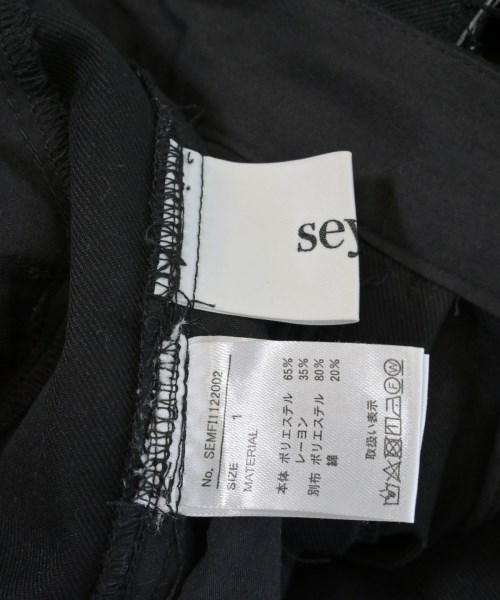 sey
No. SEMFI1122002
SIZE 1
MATERIAL
本体 ポリエステル 65%
レーヨン 35%
別布 ポリエステル 80%
綿 20%
取扱い表示